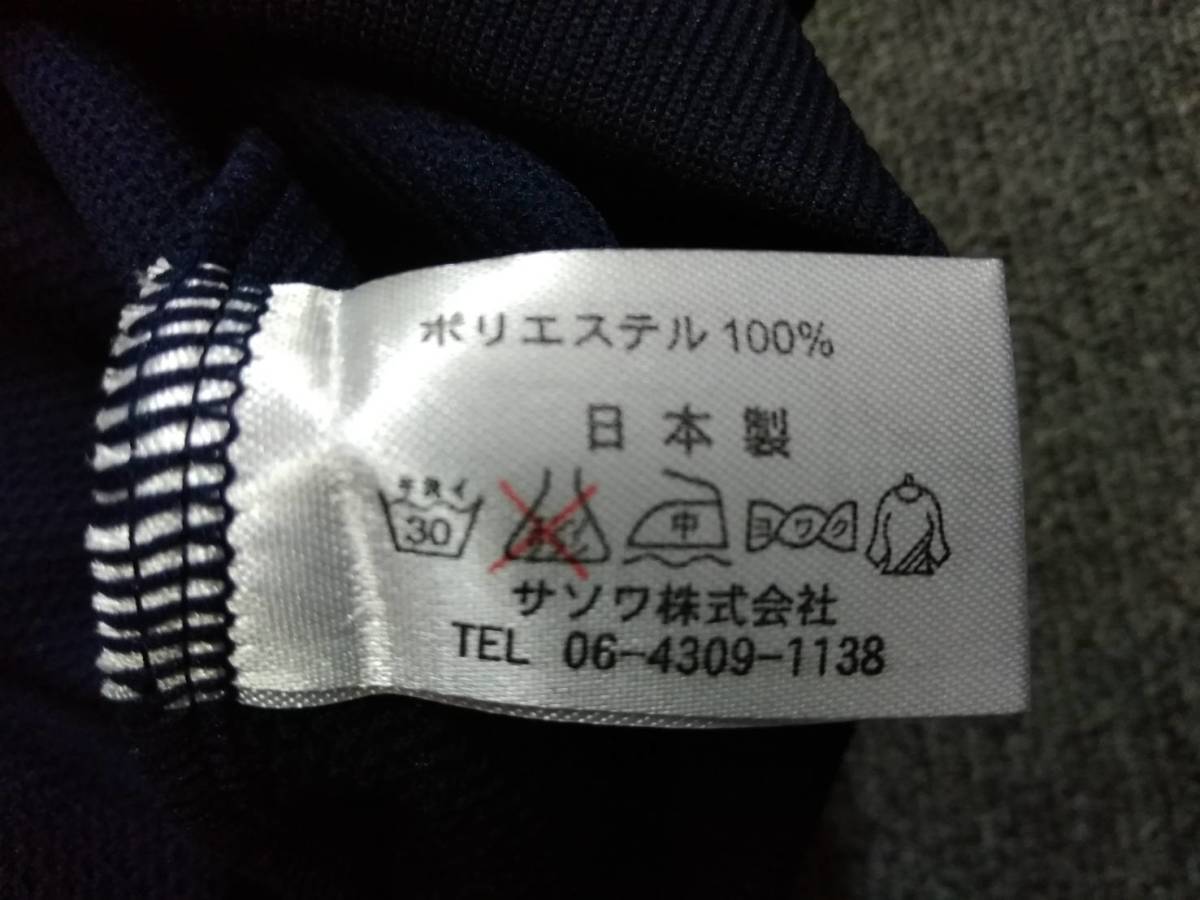 ポリエステル 100%
日本製
手洗イ 30 中 ヨワク
サソワ株式会社
TEL 06-4309-1138